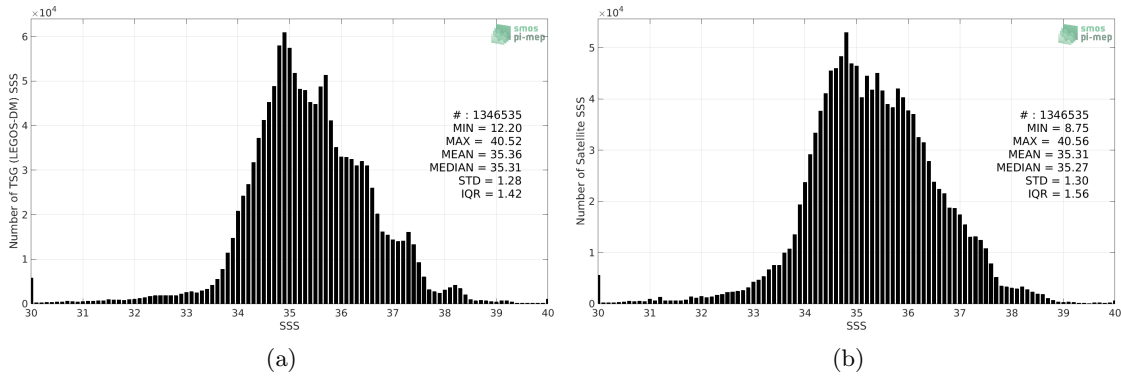 ×10⁴
6
5
4
3
2
1
0
Number of TSG (LEGOS-DM) SSS
smos
pi-mep
# : 1346535
MIN = 12.20
MAX = 40.52
MEAN = 35.36
MEDIAN = 35.31
STD = 1.28
IQR = 1.42
30 31 32 33 34 35 36 37 38 39 40
SSS
(a)
×10⁴
5
4
3
2
1
0
Number of Satellite SSS
smos
pi-mep
# : 1346535
MIN = 8.75
MAX = 40.56
MEAN = 35.31
MEDIAN = 35.27
STD = 1.30
IQR = 1.56
30 31 32 33 34 35 36 37 38 39 40
SSS
(b)